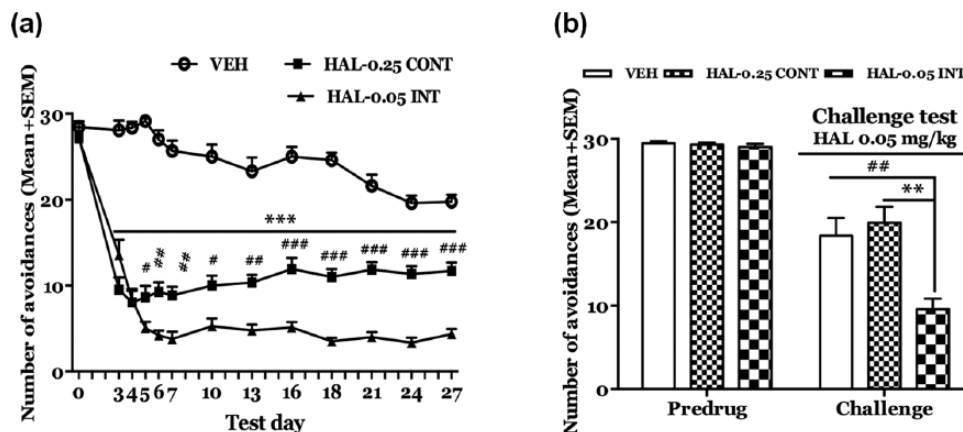 (a)
VEH
HAL-0.25 CONT
HAL-0.05 INT
Number of avoidances (Mean+SEM)
30
20
10
0
***
#
##
##
#
##
###
###
###
###
###
0 3 4 5 6 7 10 13 16 18 21 24 27
Test day
(b)
VEH
HAL-0.25 CONT
HAL-0.05 INT
Number of avoidances (Mean+SEM)
40
30
20
10
0
Challenge test
HAL 0.05 mg/kg
##
**
Predrug
Challenge